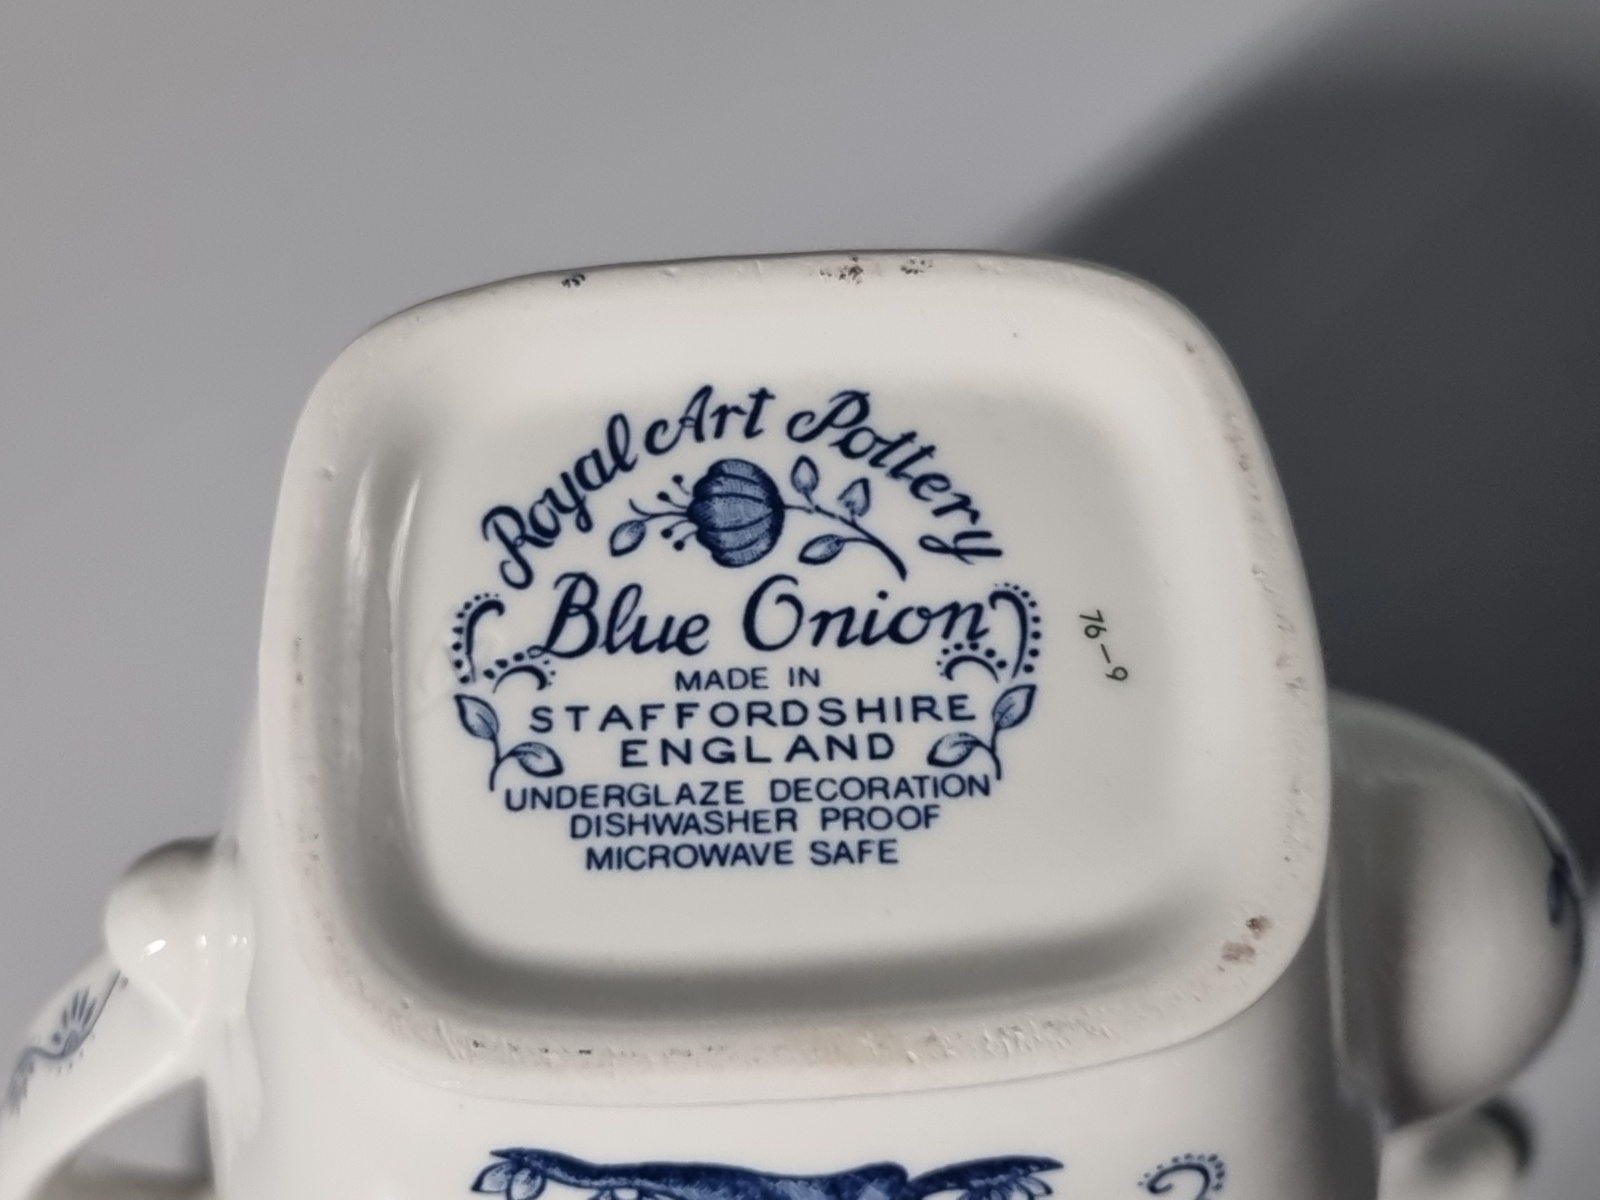 Royal Art Pottery
Blue Onion
MADE IN
STAFFORDSHIRE
ENGLAND
UNDERGLAZE DECORATION
DISHWASHER PROOF
MICROWAVE SAFE
76-9